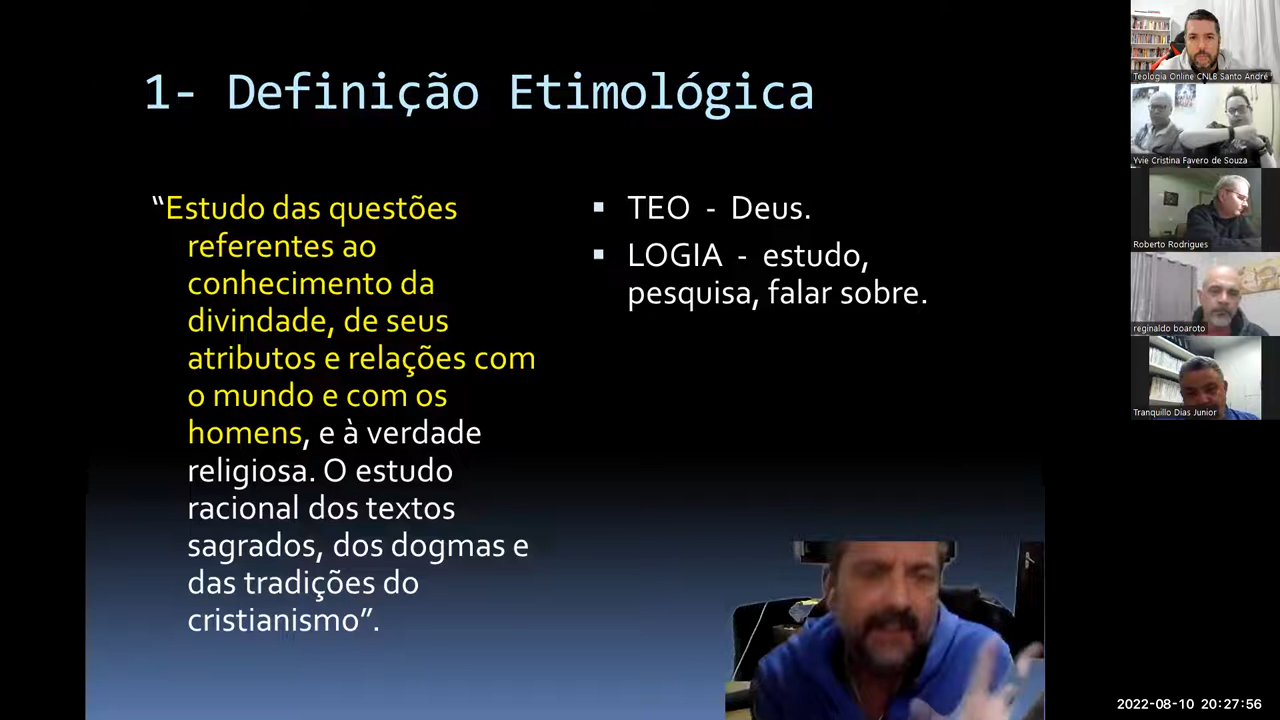 1- Definição Etimológica
“Estudo das questões
referentes ao
conhecimento da
divindade, de seus
atributos e relações com
o mundo e com os
homens, e à verdade
religiosa. O estudo
racional dos textos
sagrados, dos dogmas e
das tradições do
cristianismo”.
TEO - Deus.
LOGIA - estudo,
pesquisa, falar sobre.
Teologia Online CNLB Santo André
Yvie Cristina Favero de Souza
Roberto Rodrigues
reginaldo boaroto
Tranquillo Dias Junior
2022-08-10 20:27:56